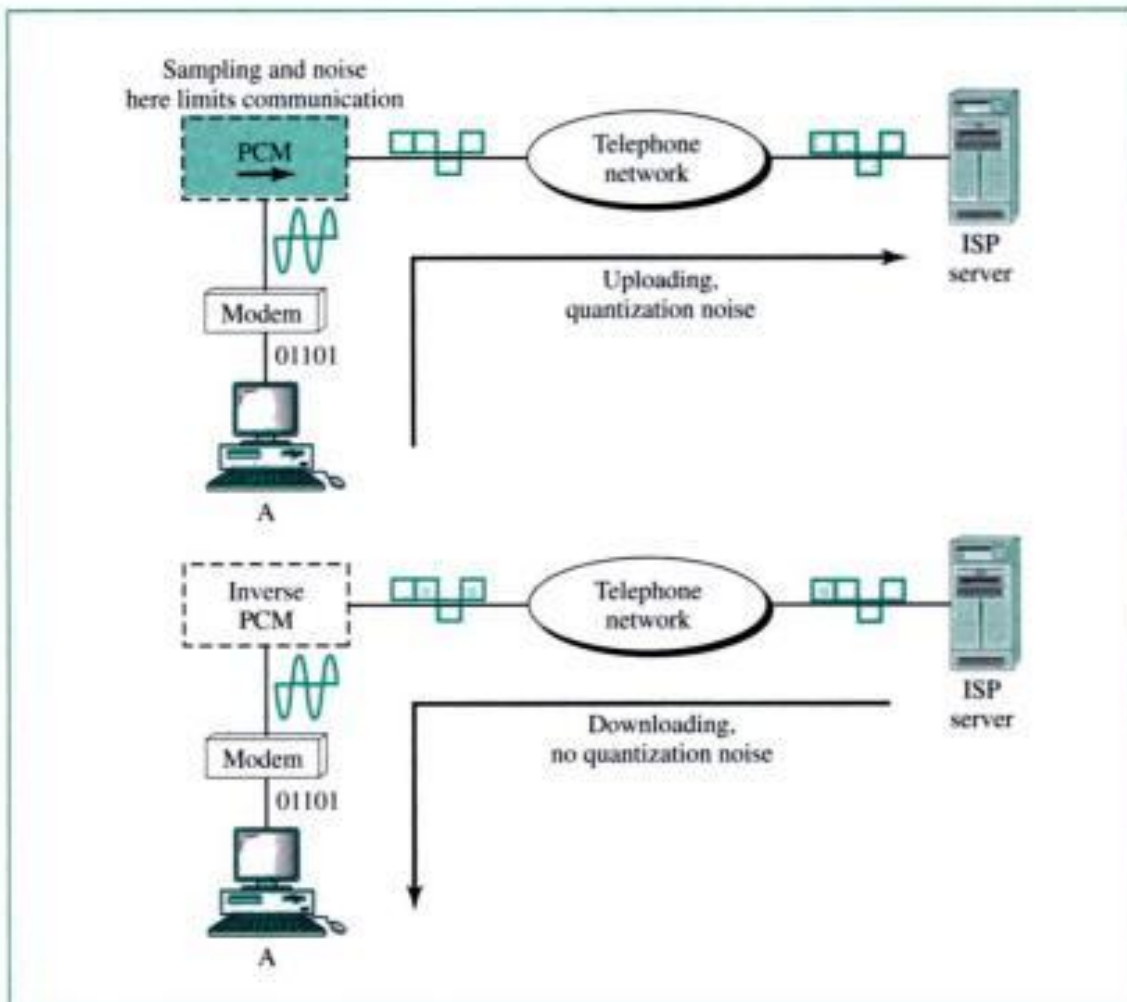 Sampling and noise
here limits communication
PCM
Telephone
network
ISP
server
Uploading,
quantization noise
Modem
01101
A
Inverse
PCM
Telephone
network
ISP
server
Downloading,
no quantization noise
Modem
01101
A